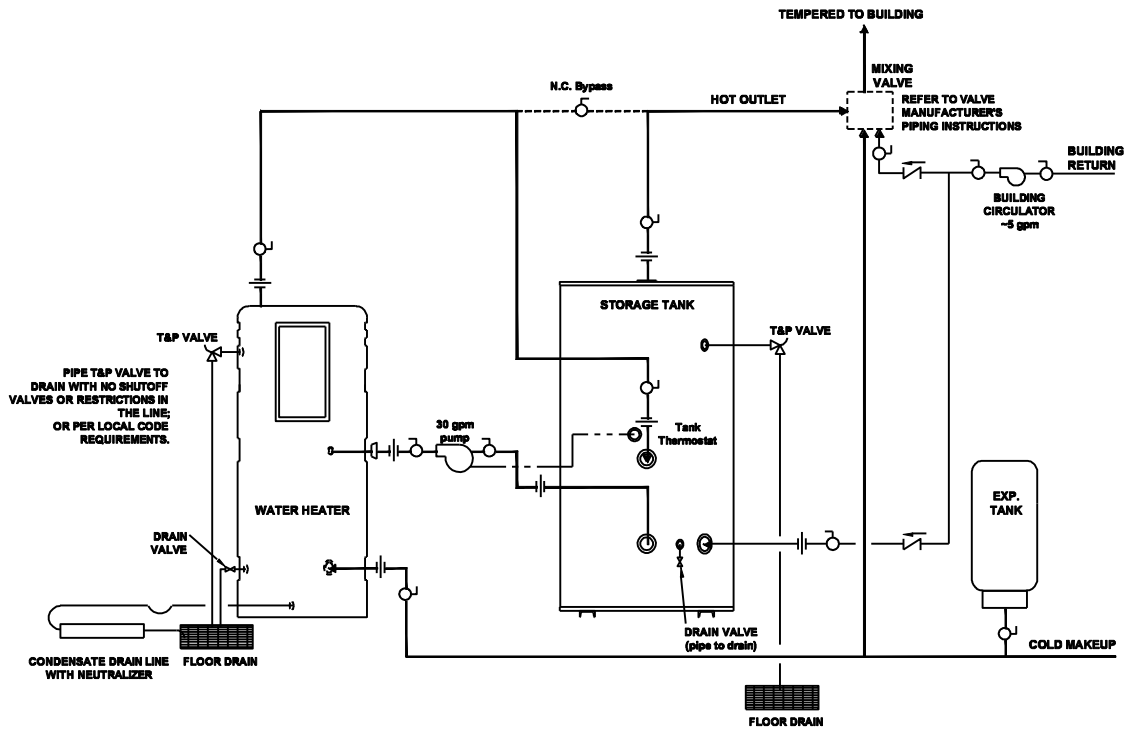 TEMPERED TO BUILDING
MIXING
VALVE
N.C. Bypass
HOT OUTLET
REFER TO VALVE
MANUFACTURER'S
PIPING INSTRUCTIONS
BUILDING
RETURN
BUILDING
CIRCULATOR
~5 gpm
STORAGE TANK
T&P VALVE
T&P VALVE
PIPE T&P VALVE TO
DRAIN WITH NO SHUTOFF
VALVES OR RESTRICTIONS IN
THE LINE;
OR PER LOCAL CODE
REQUIREMENTS.
30 gpm
pump
Tank
Thermostat
WATER HEATER
EXP.
TANK
DRAIN
VALVE
DRAIN VALVE
(pipe to drain)
COLD MAKEUP
CONDENSATE DRAIN LINE
WITH NEUTRALIZER
FLOOR DRAIN
FLOOR DRAIN